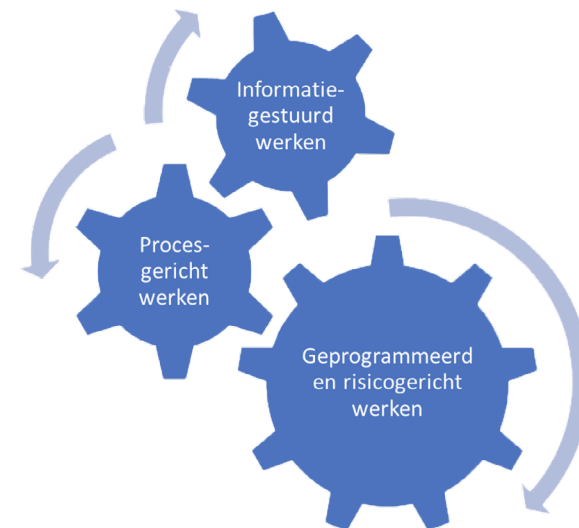 Informatie-
gestuurd
werken
Proces-
gericht
werken
Geprogrammeerd
en risicogericht
werken